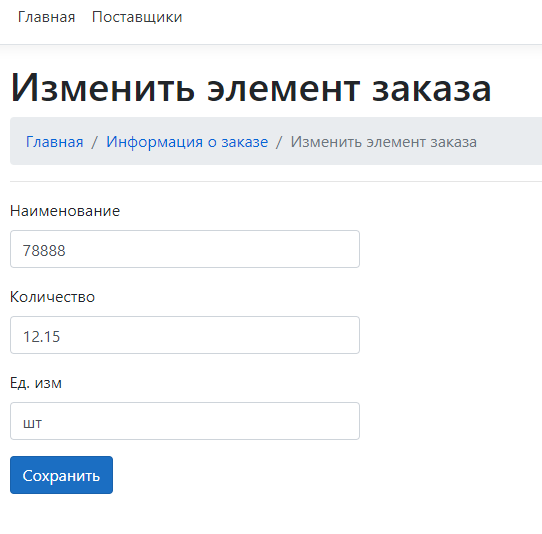 Главная Поставщики
Изменить элемент заказа
Главная / Информация о заказе / Изменить элемент заказа
Наименование
78888
Количество
12.15
Ед. изм
шт
Сохранить